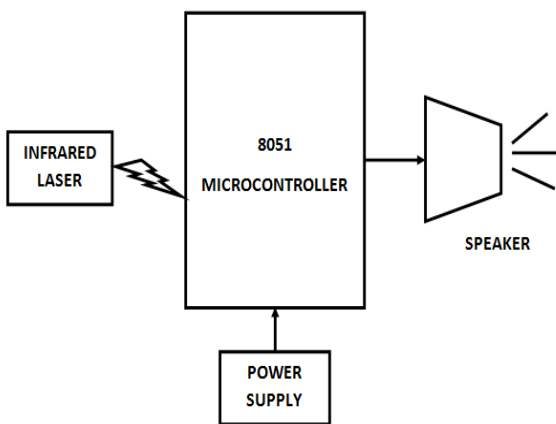 INFRARED
LASER
8051
MICROCONTROLLER
SPEAKER
POWER
SUPPLY